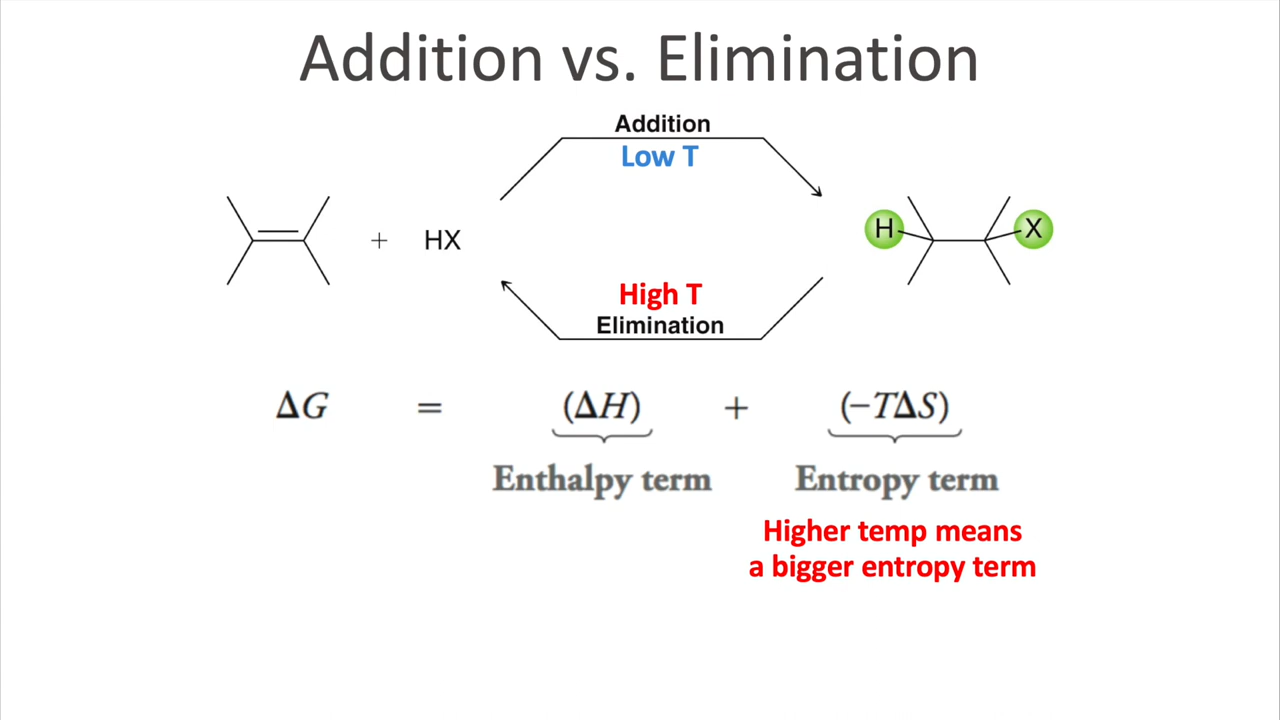 Addition vs. Elimination
Addition
Low T
+ HX
H X
High T
Elimination
ΔG = (ΔH) + (−TΔS)
Enthalpy term Entropy term
Higher temp means
a bigger entropy term